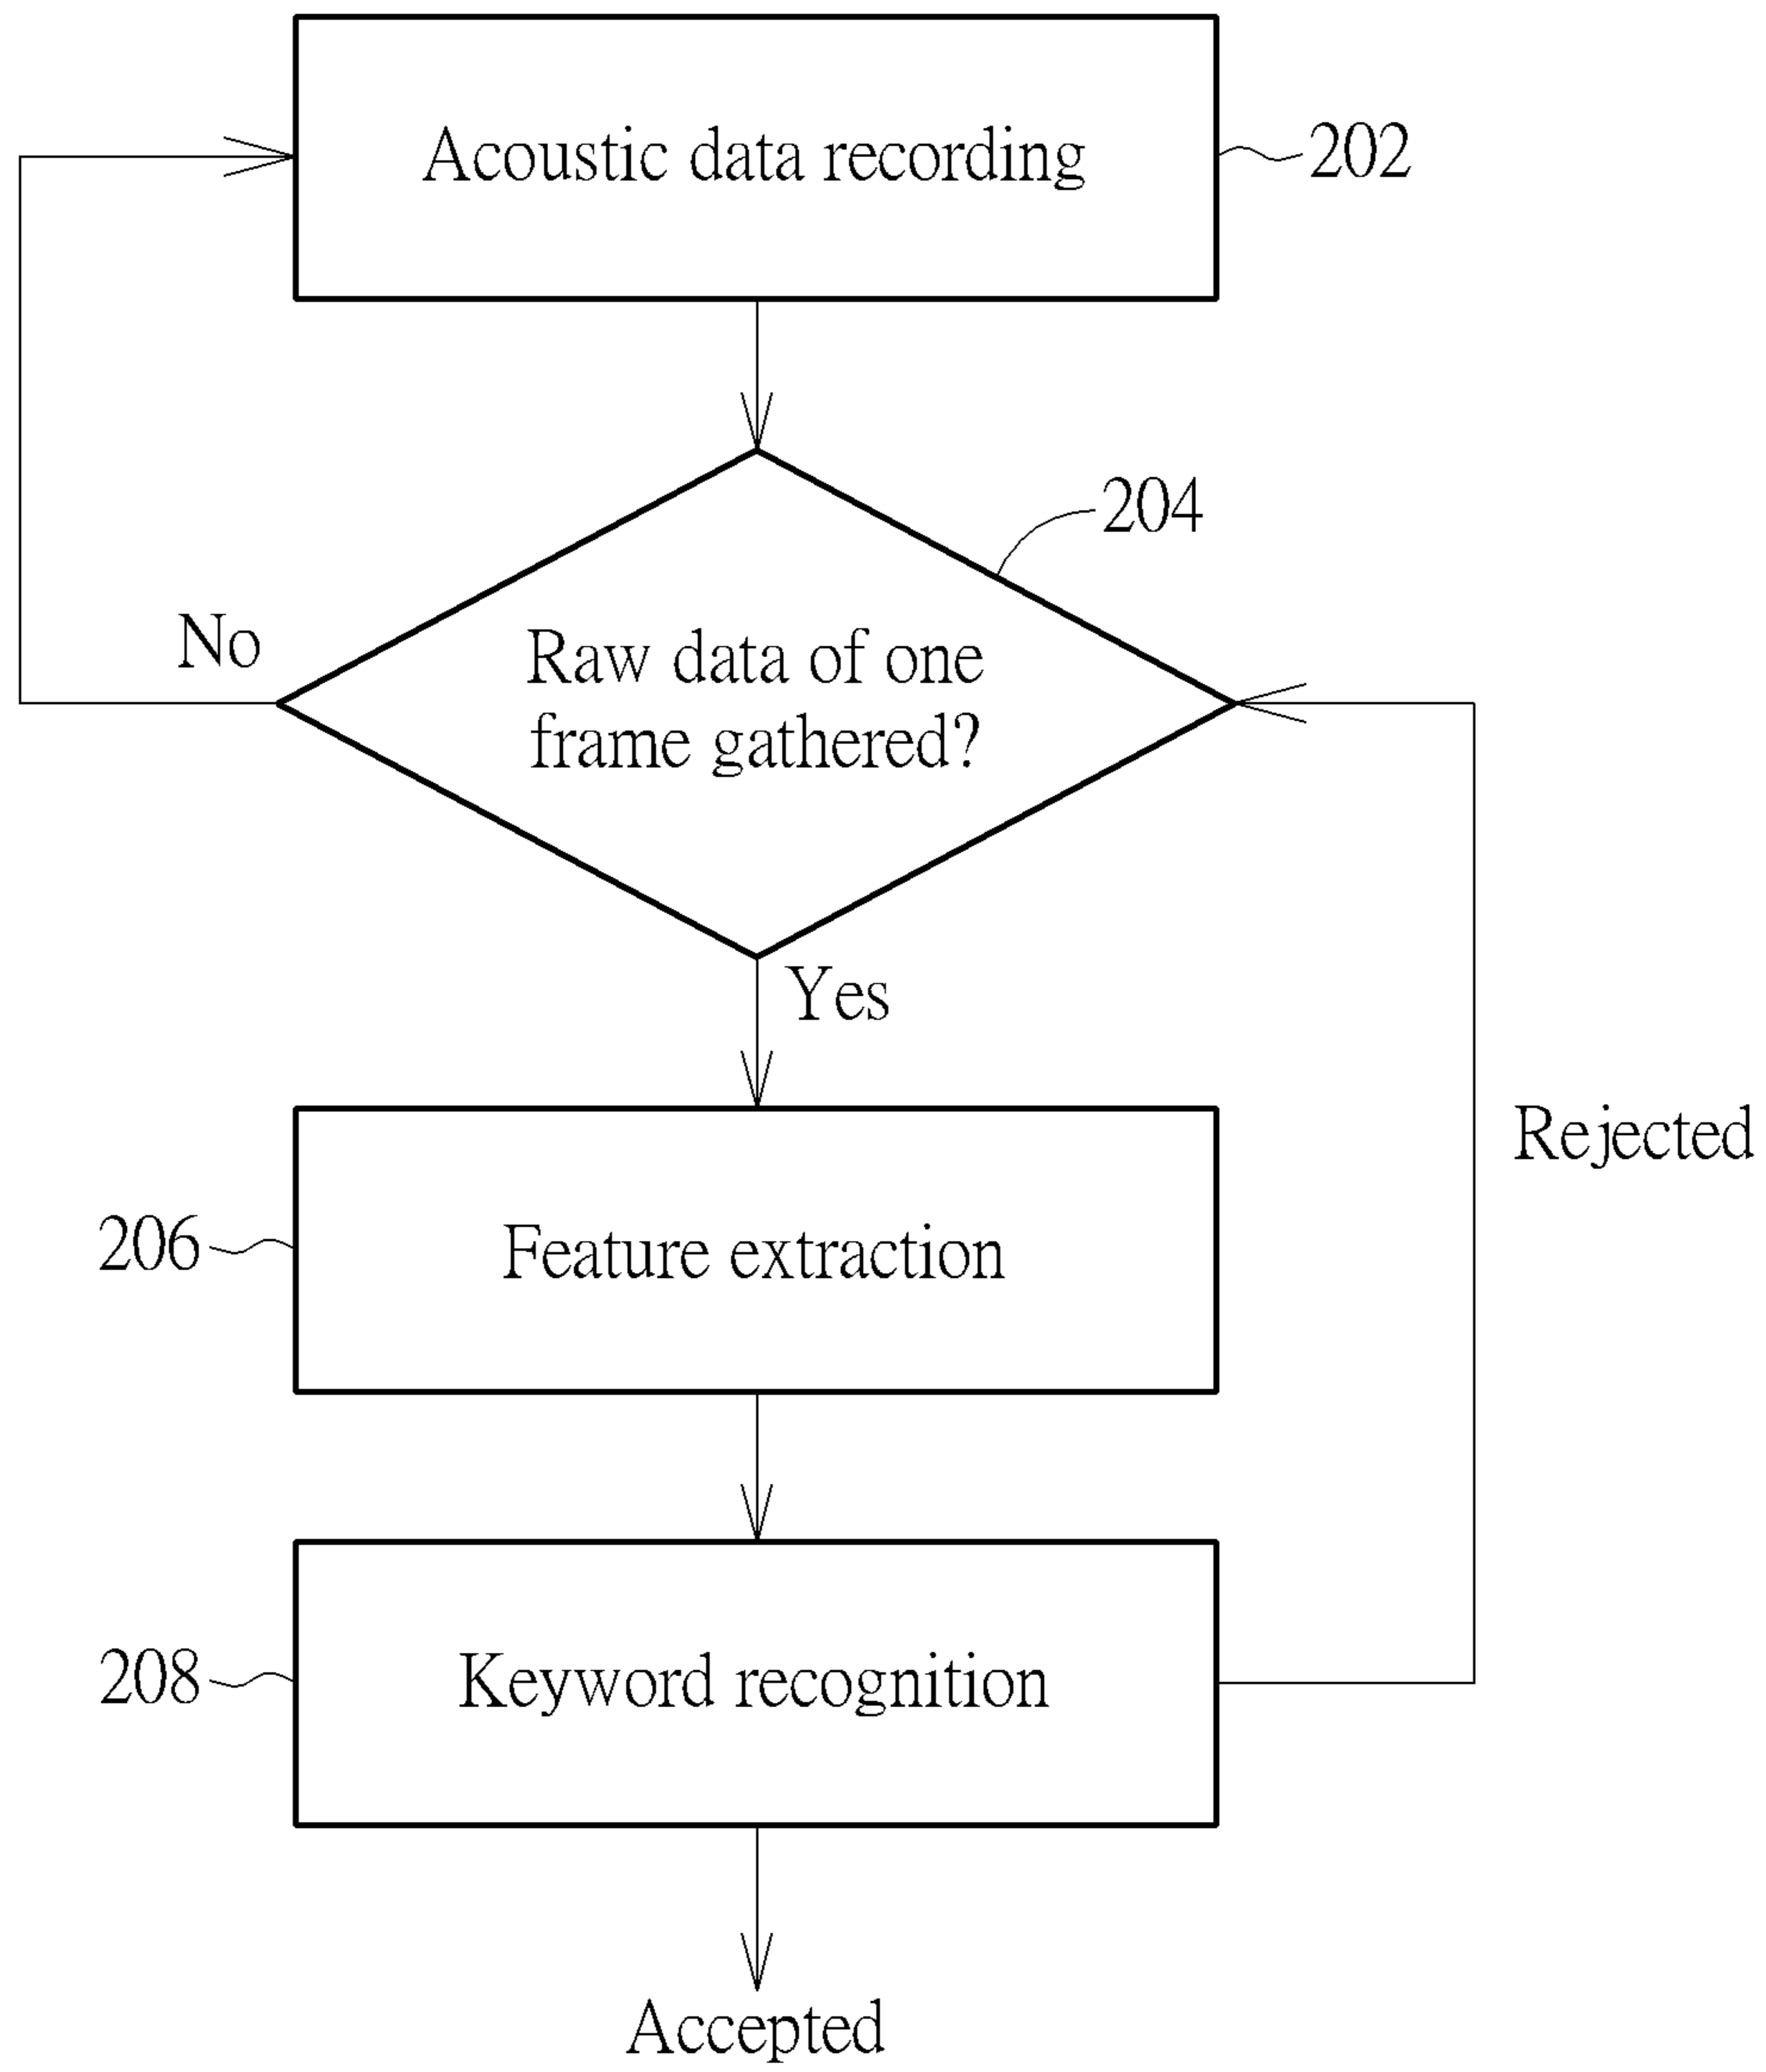 Acoustic data recording
202
204
No
Raw data of one
frame gathered?
Yes
Rejected
206
Feature extraction
208
Keyword recognition
Accepted